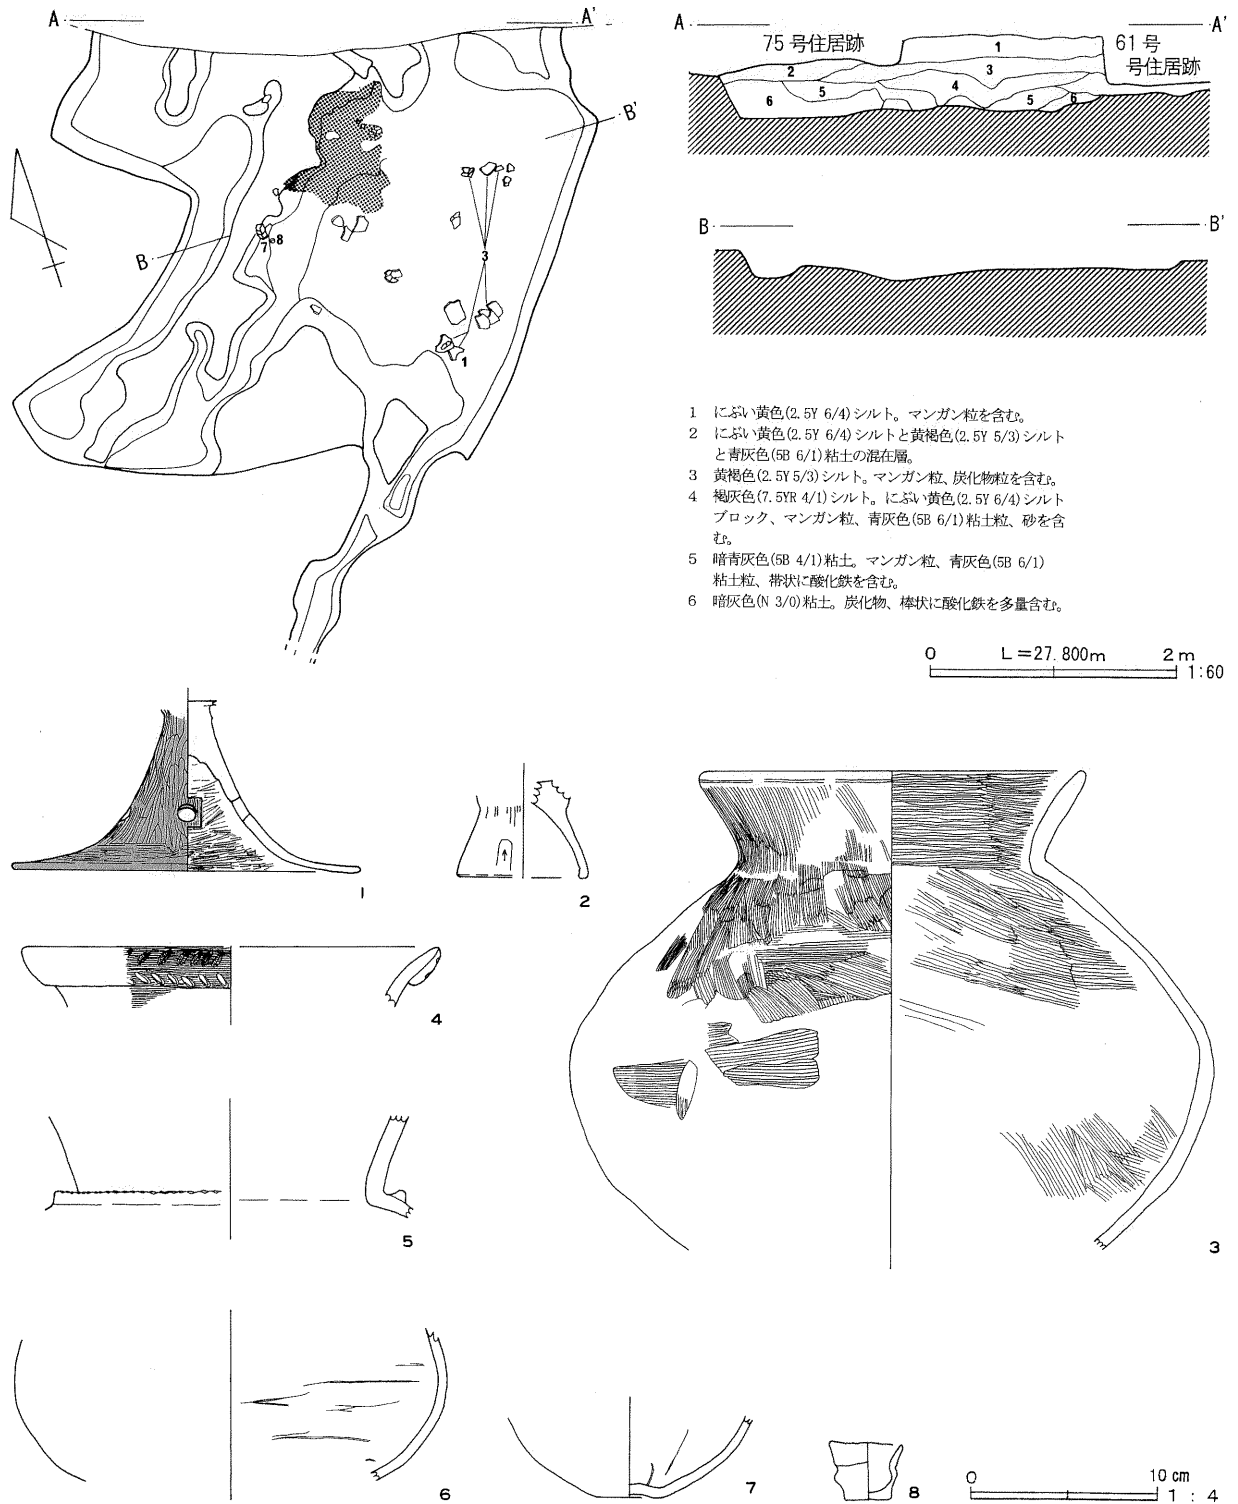 A
A'
B'
B
7
8
3
1
A
A'
75号住居跡
61号
号住居跡
1
2
3
4
5
5
6
6
B
B'
1 にぶい黄色(2.5Y 6/4)シルト。マンガン粒を含む。
2 にぶい黄色(2.5Y 6/4)シルトと黄褐色(2.5Y 5/3)シルト
と青灰色(5B 6/1)粘土の混在層。
3 黄褐色(2.5Y 5/3)シルト。マンガン粒、炭化物粒を含む。
4 褐灰色(7.5YR 4/1)シルト。にぶい黄色(2.5Y 6/4)シルト
ブロック、マンガン粒、青灰色(5B 6/1)粘土粒、砂を含
む。
5 暗青灰色(5B 4/1)粘土。マンガン粒、青灰色(5B 6/1)
粘土粒、帯状に酸化鉄を含む。
6 暗灰色(N 3/0)粘土。炭化物、棒状に酸化鉄を多量含む。
0 L=27.800m 2m
1:60
1
2
3
4
5
6
7
8
0 10cm
1 : 4